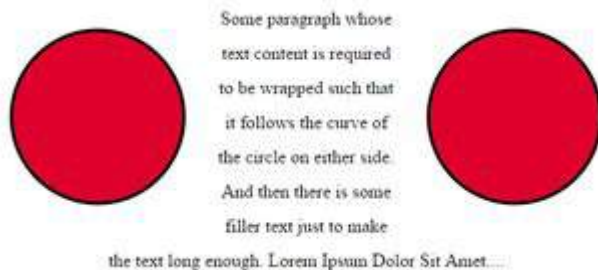 Some paragraph whose
text content is required
to be wrapped such that
it follows the curve of
the circle on either side.
And then there is some
filler text just to make
the text long enough. Lorem Ipsum Dolor Sit Amet....